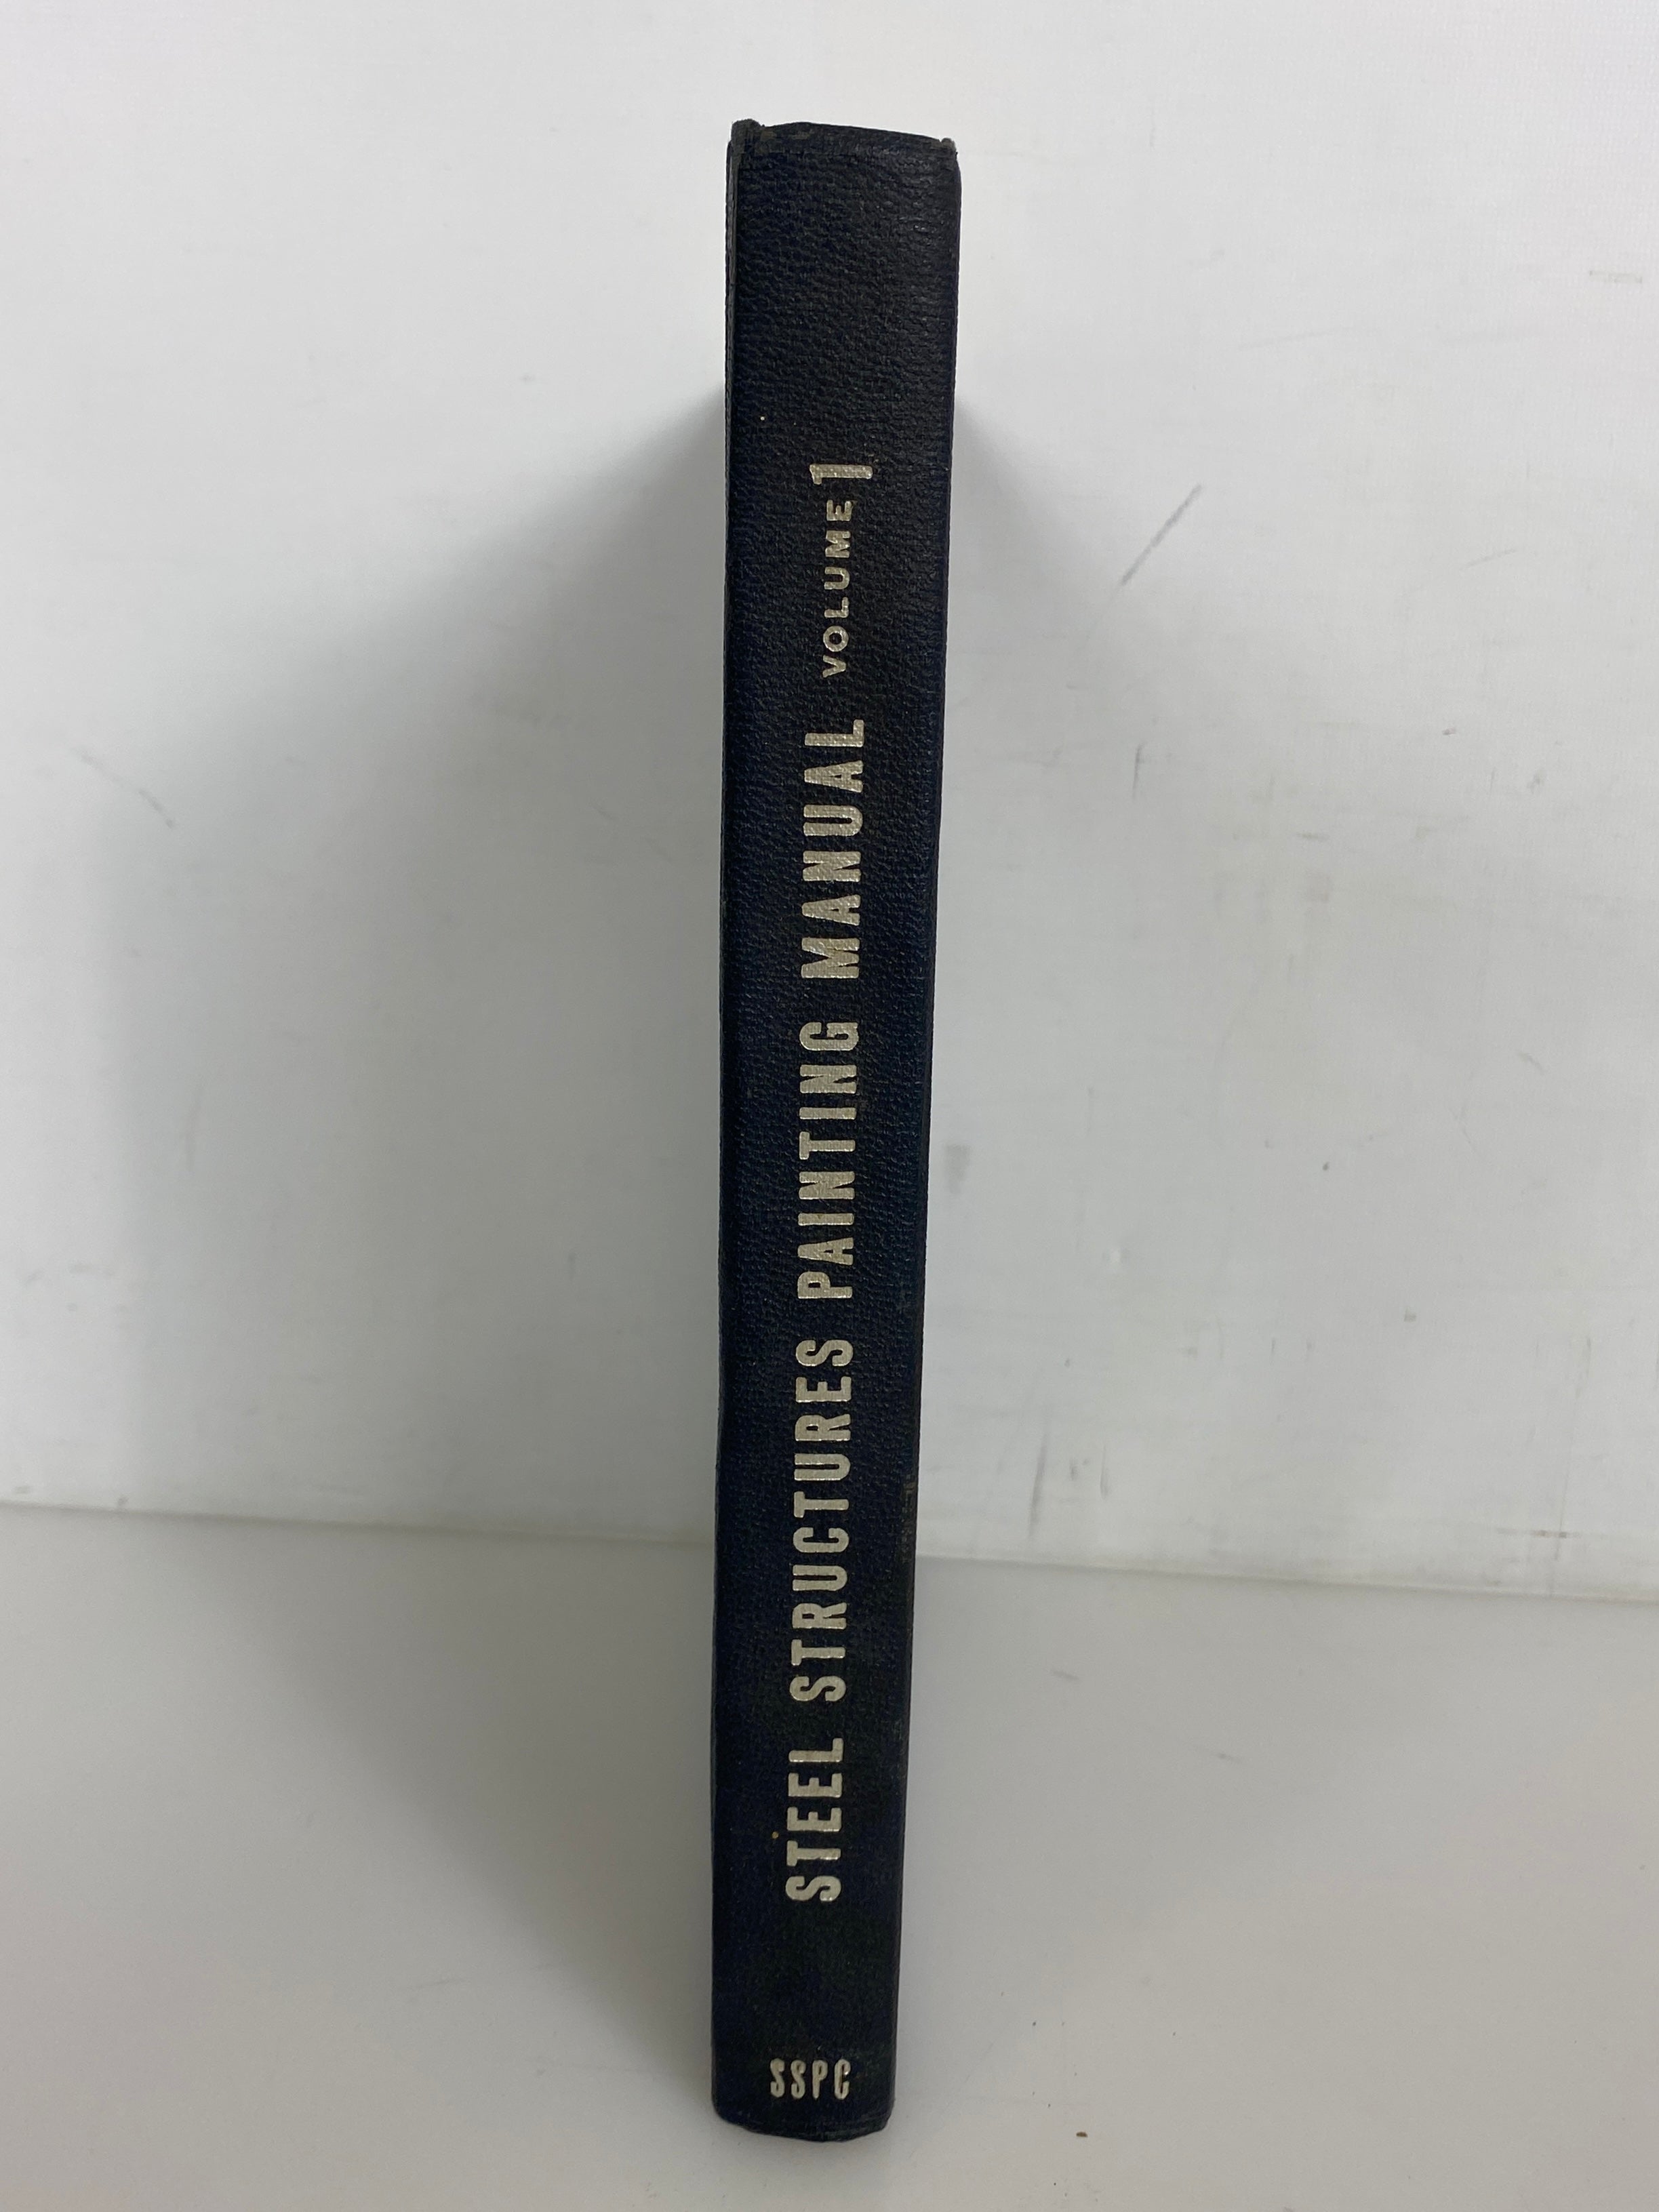 STEEL STRUCTURES PAINTING MANUAL VOLUME 1
SSPC